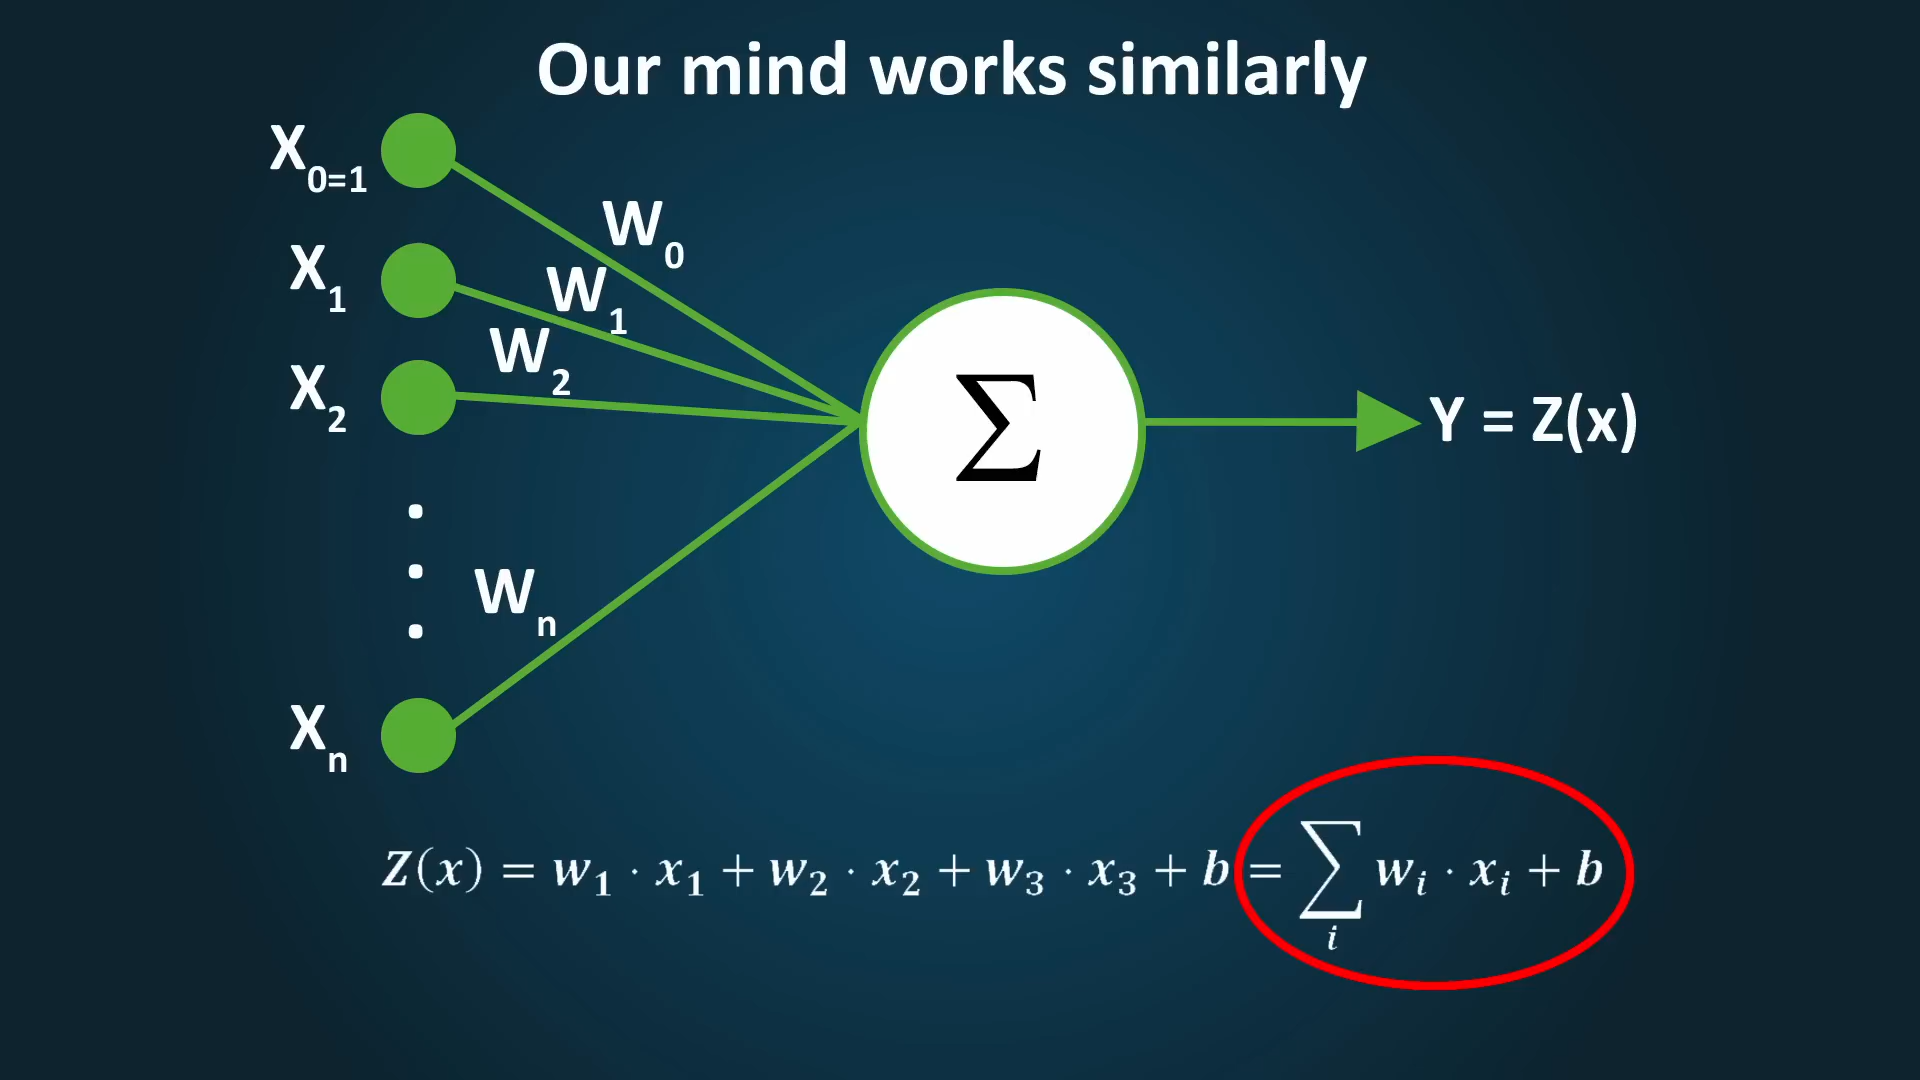 Our mind works similarly
X0=1
W0
X1
W1
X2
W2
Σ
Y = Z(x)
Wn
Xn
Z(x) = w1 · x1 + w2 · x2 + w3 · x3 + b = ∑i wi · xi + b